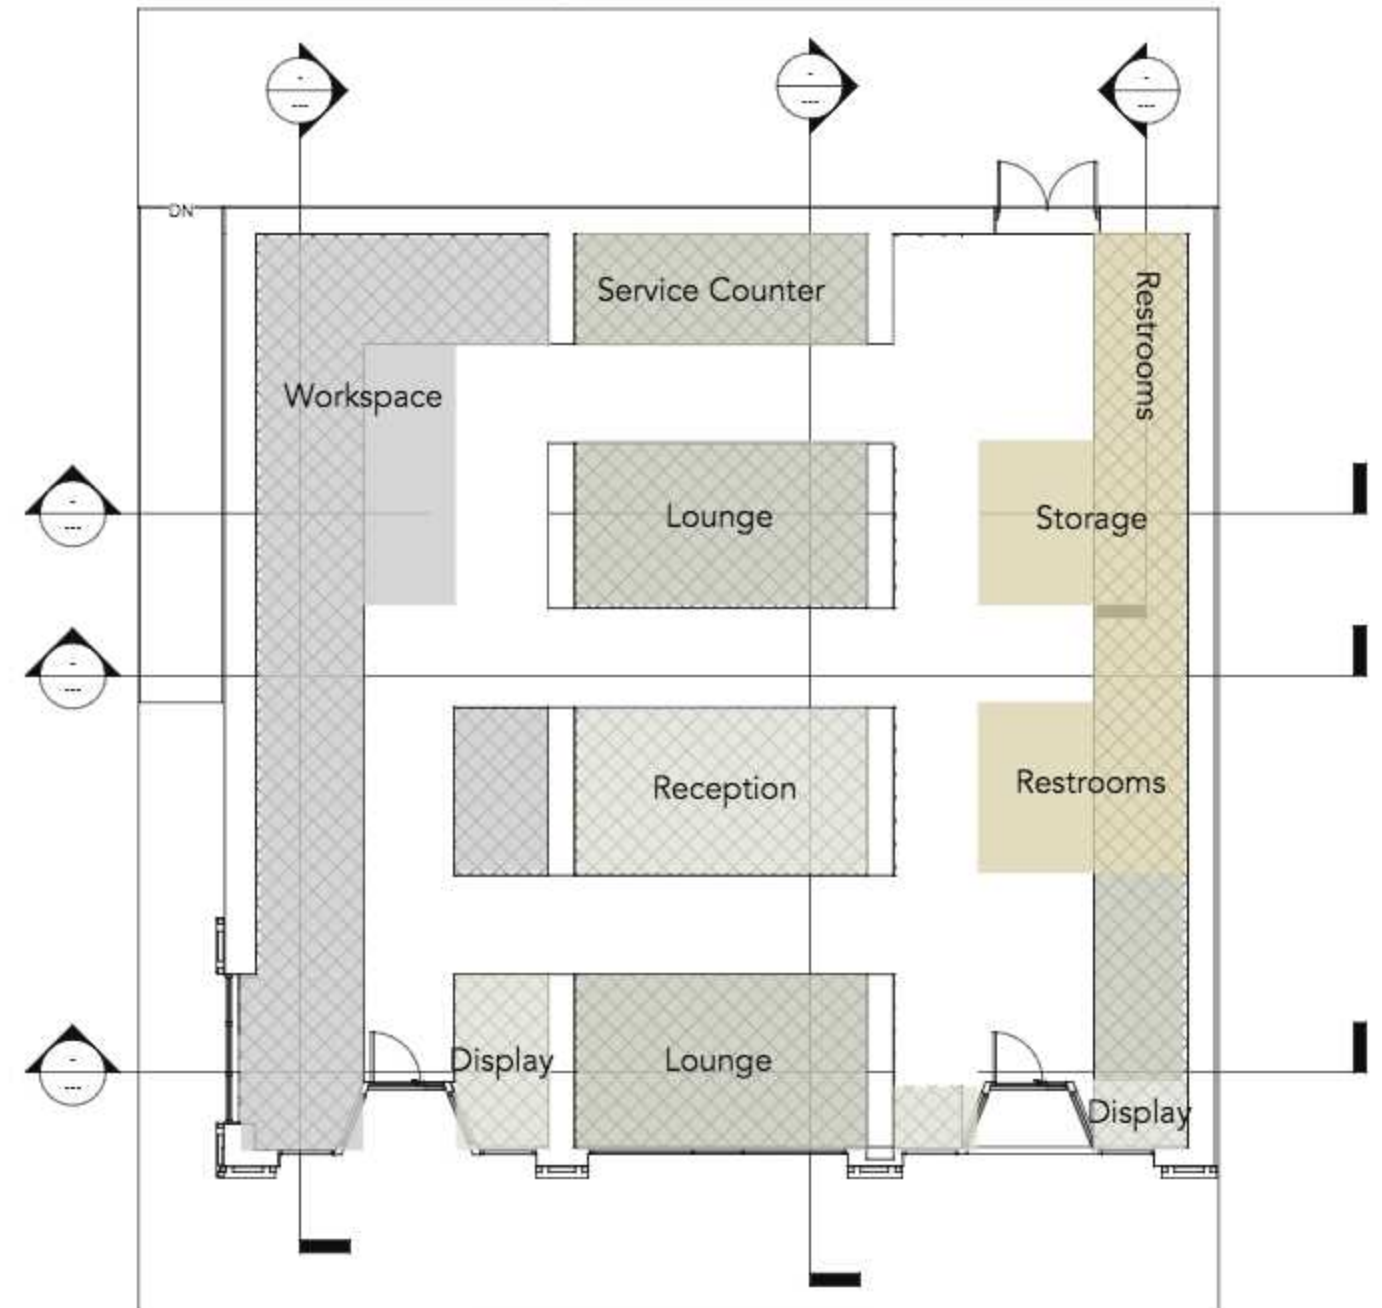 -
---
-
---
-
---
DN
Service Counter
Restrooms
Workspace
-
---
Lounge
Storage
-
---
Reception
Restrooms
-
---
Display
Lounge
Display